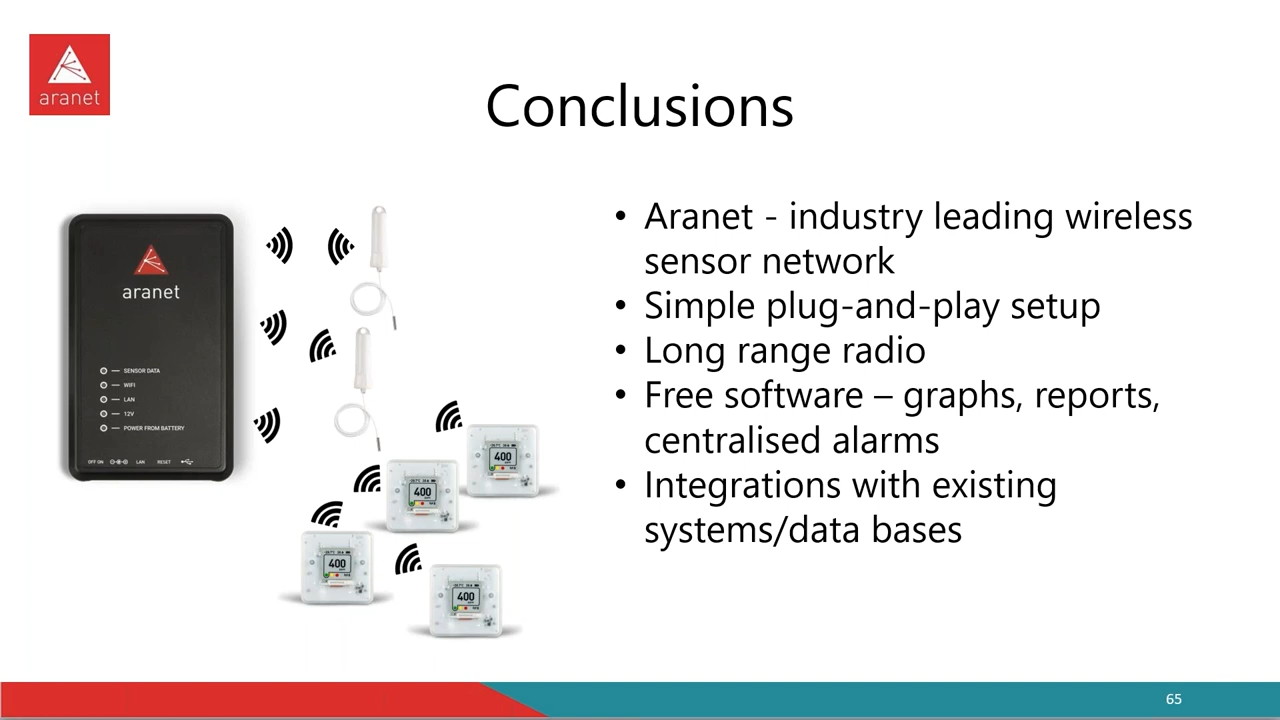 aranet
Conclusions
aranet
SENSOR DATA
WIFI
LAN
12V
POWER FROM BATTERY
OFF ON
LAN
RESET
• Aranet - industry leading wireless
sensor network
• Simple plug-and-play setup
• Long range radio
• Free software – graphs, reports,
centralised alarms
• Integrations with existing
systems/data bases
400
400
400
400
65